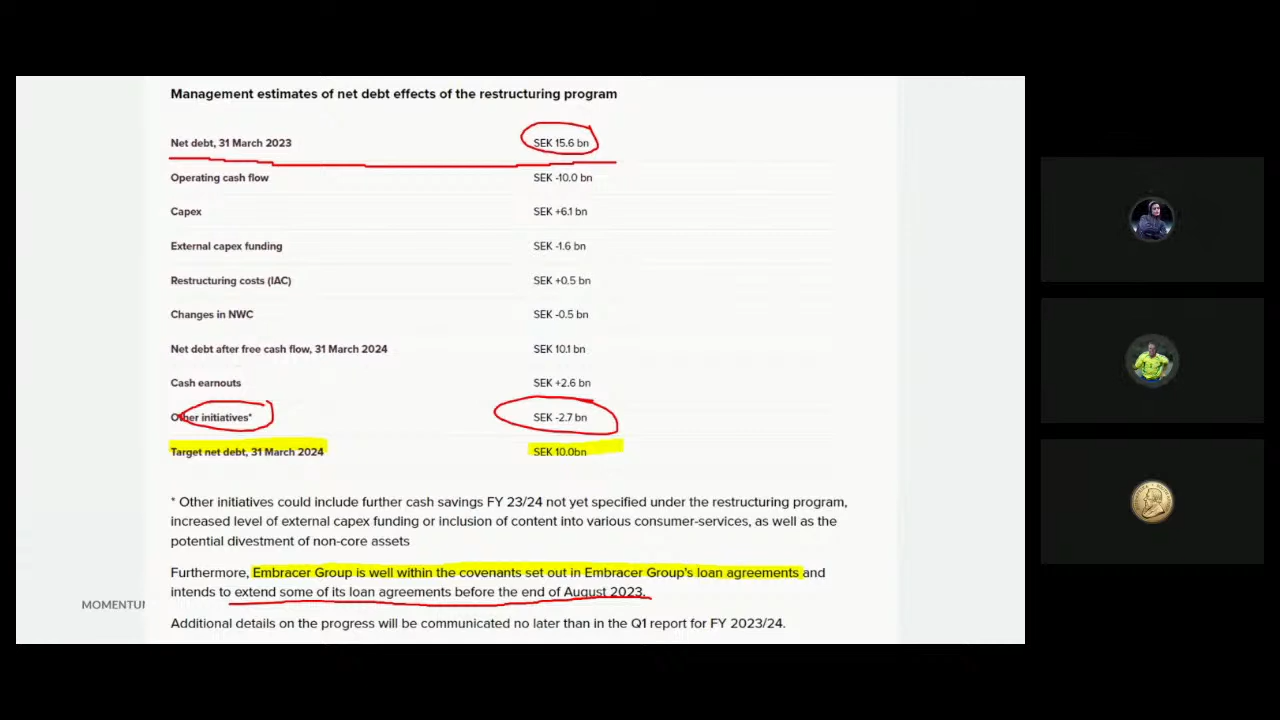 Management estimates of net debt effects of the restructuring program
Net debt, 31 March 2023 SEK 15.6 bn
Operating cash flow SEK -10.0 bn
Capex SEK +6.1 bn
External capex funding SEK -1.6 bn
Restructuring costs (IAC) SEK +0.5 bn
Changes in NWC SEK -0.5 bn
Net debt after free cash flow, 31 March 2024 SEK 10.1 bn
Cash earnouts SEK +2.6 bn
Other initiatives* SEK -2.7 bn
Target net debt, 31 March 2024 SEK 10.0bn
* Other initiatives could include further cash savings FY 23/24 not yet specified under the restructuring program,
increased level of external capex funding or inclusion of content into various consumer-services, as well as the
potential divestment of non-core assets
Furthermore, Embracer Group is well within the covenants set out in Embracer Group's loan agreements and
intends to extend some of its loan agreements before the end of August 2023.
MOMENTU
Additional details on the progress will be communicated no later than in the Q1 report for FY 2023/24.